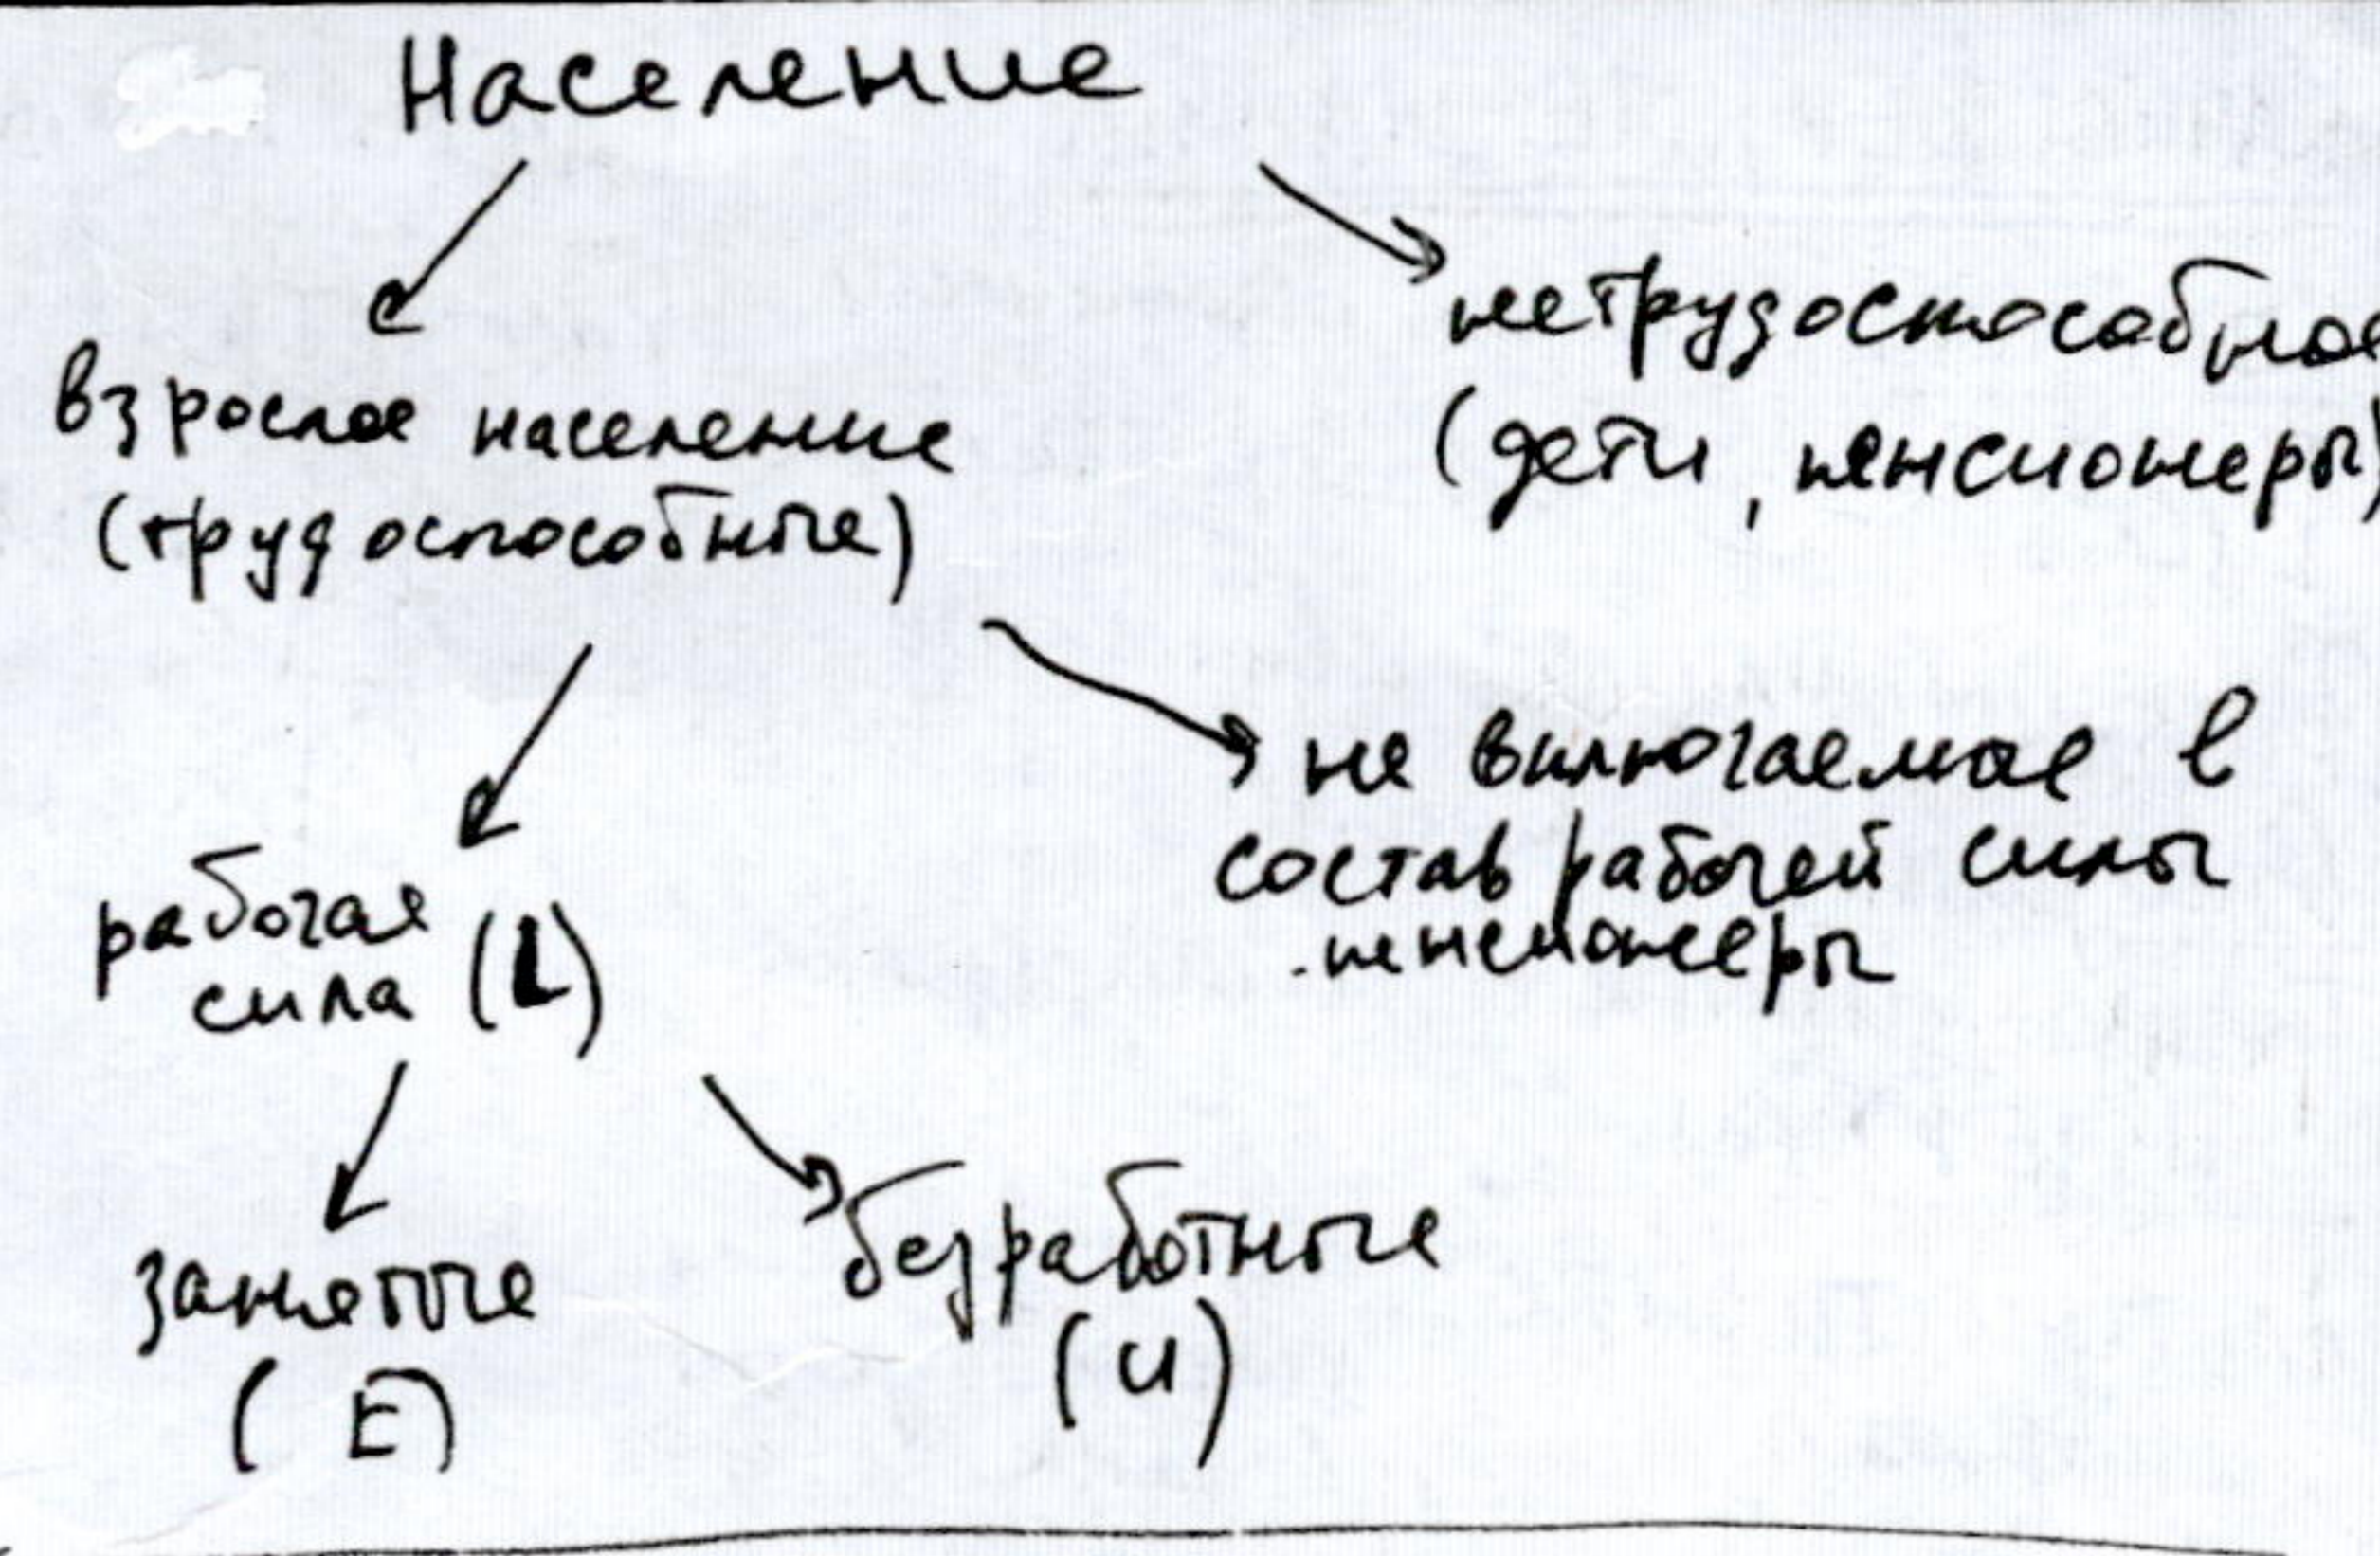 Население
нетрудоспособное
взрослое население
(дети, пенсионеры)
(трудоспособные)
не включаемое в
состав рабочей силы
рабочая
пенсионеры
сила (L)
занятые
безработные
(E)
(U)